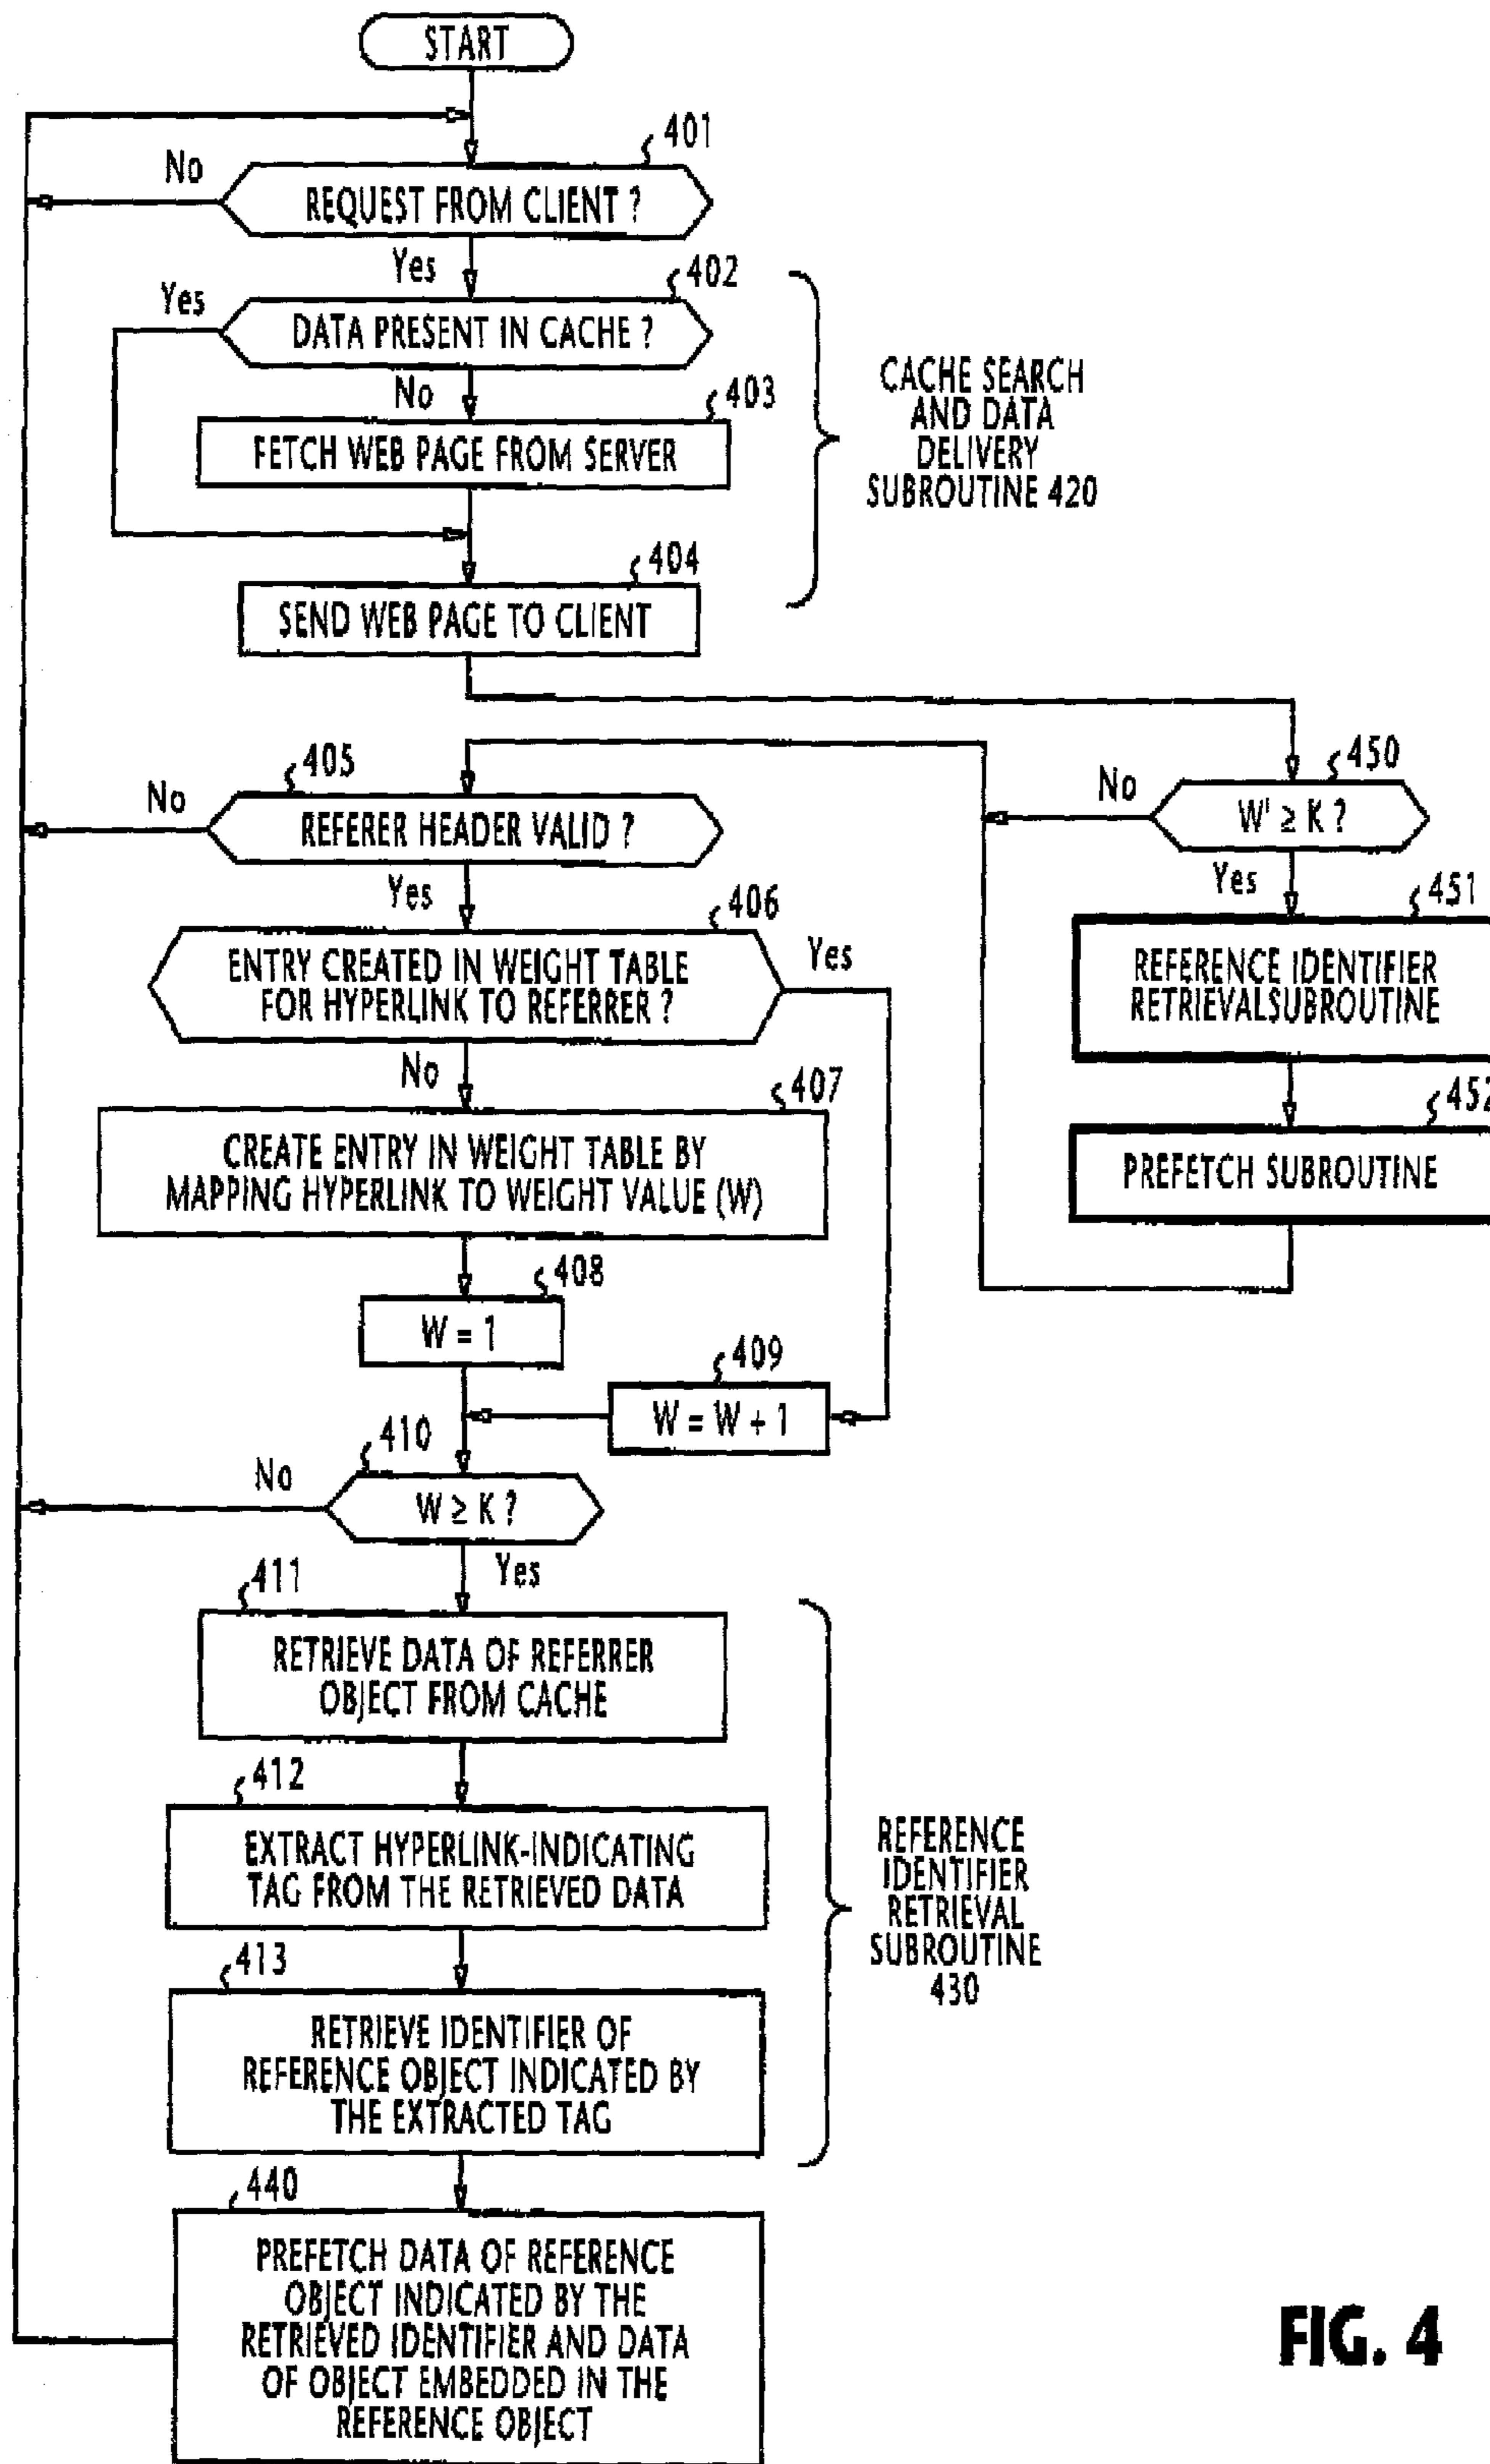 START
401
No
REQUEST FROM CLIENT ?
Yes
402
Yes
DATA PRESENT IN CACHE ?
No
403
FETCH WEB PAGE FROM SERVER
CACHE SEARCH
AND DATA
DELIVERY
SUBROUTINE 420
404
SEND WEB PAGE TO CLIENT
405
No
REFERER HEADER VALID ?
Yes
450
No
W' ≥ K ?
Yes
451
REFERENCE IDENTIFIER
RETRIEVALSUBROUTINE
452
PREFETCH SUBROUTINE
406
ENTRY CREATED IN WEIGHT TABLE
FOR HYPERLINK TO REFERRER ?
Yes
No
407
CREATE ENTRY IN WEIGHT TABLE BY
MAPPING HYPERLINK TO WEIGHT VALUE (W)
408
W = 1
409
W = W + 1
410
No
W ≥ K ?
Yes
411
RETRIEVE DATA OF REFERRER
OBJECT FROM CACHE
412
EXTRACT HYPERLINK-INDICATING
TAG FROM THE RETRIEVED DATA
413
RETRIEVE IDENTIFIER OF
REFERENCE OBJECT INDICATED BY
THE EXTRACTED TAG
REFERENCE
IDENTIFIER
RETRIEVAL
SUBROUTINE
430
440
PREFETCH DATA OF REFERENCE
OBJECT INDICATED BY THE
RETRIEVED IDENTIFIER AND DATA
OF OBJECT EMBEDDED IN THE
REFERENCE OBJECT
FIG. 4